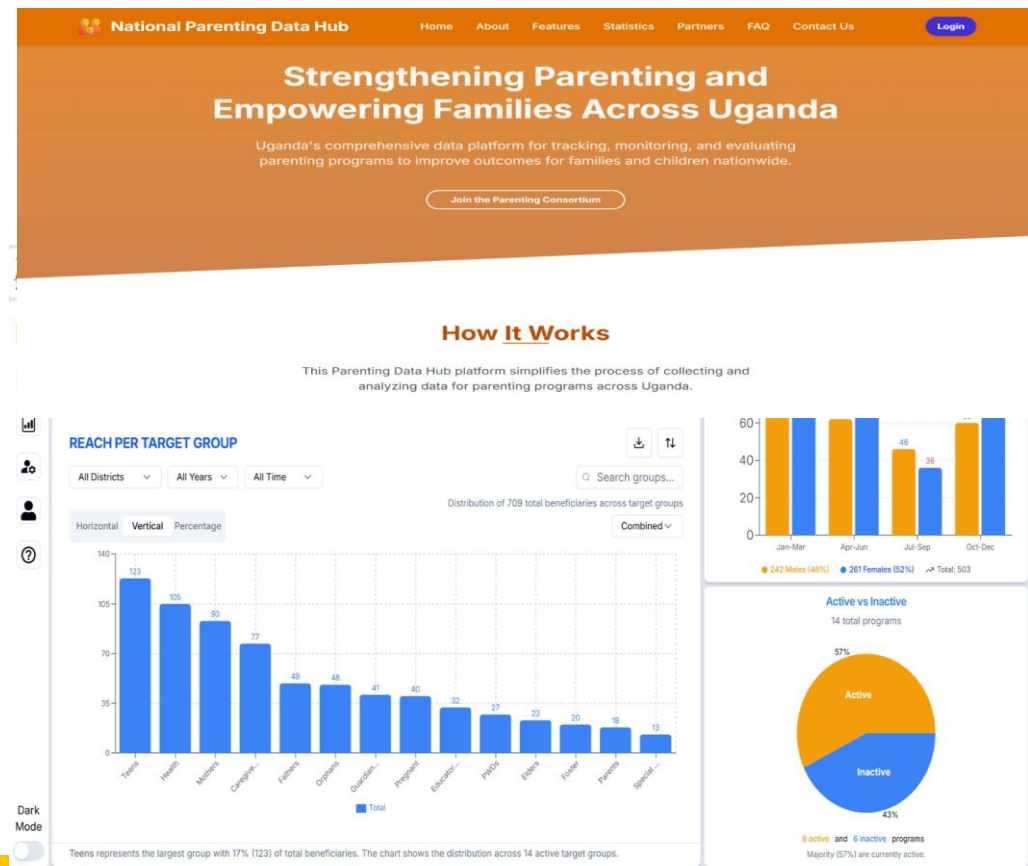 National Parenting Data Hub
Home About Features Statistics Partners FAQ Contact Us
Login
Strengthening Parenting and
Empowering Families Across Uganda
Uganda's comprehensive data platform for tracking, monitoring, and evaluating
parenting programs to improve outcomes for families and children nationwide.
Join the Parenting Consortium
How It Works
This Parenting Data Hub platform simplifies the process of collecting and
analyzing data for parenting programs across Uganda.
REACH PER TARGET GROUP
All Districts All Years All Time
Search groups...
Distribution of 709 total beneficiaries across target groups
Horizontal Vertical Percentage
Combined
140
105
70
35
0
123 105 93 77 49 48 41 40 32 27 23 20 18 13
Teens Health Mothers Caregive... Fathers Orphans Guardian... Pregnant Educator... PWDs Elders Foster Parents Special ...
Total
Teens represents the largest group with 17% (123) of total beneficiaries. The chart shows the distribution across 14 active target groups.
60
40
20
0
46 36
Jan-Mar Apr-Jun Jul-Sep Oct-Dec
242 Males (48%) 261 Females (52%) Total: 503
Active vs Inactive
14 total programs
57%
Active
Inactive
43%
8 active and 6 inactive programs
Majority (57%) are currently active.
Dark
Mode